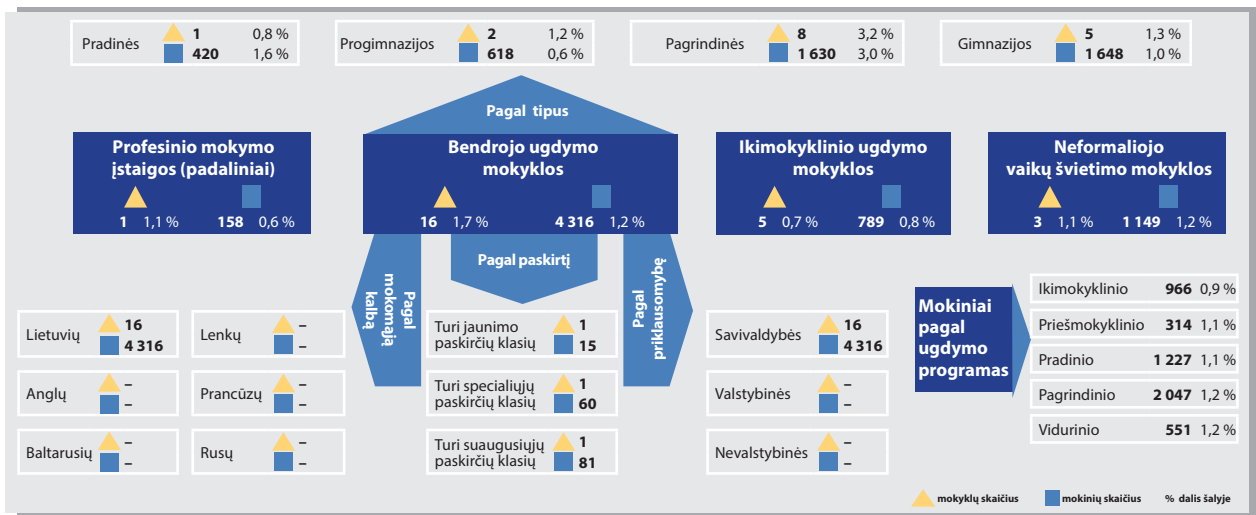 Pradinės
1 0,8 %
420 1,6 %
Progimnazijos
2 1,2 %
618 0,6 %
Pagrindinės
8 3,2 %
1 630 3,0 %
Gimnazijos
5 1,3 %
1 648 1,0 %
Pagal tipus
Profesinio mokymo
įstaigos (padaliniai)
1 1,1 % 158 0,6 %
Bendrojo ugdymo
mokyklos
16 1,7 % 4 316 1,2 %
Ikimokyklinio ugdymo
mokyklos
5 0,7 % 789 0,8 %
Neformaliojo
vaikų švietimo mokyklos
3 1,1 % 1 149 1,2 %
Pagal
mokomąją
kalbą
Pagal paskirtį
Pagal
priklausomybę
Lietuvių
16
4 316
Lenkų
–
–
Anglų
–
–
Prancūzų
–
–
Baltarusių
–
–
Rusų
–
–
Turi jaunimo
paskirčių klasių
1
15
Turi specialiųjų
paskirčių klasių
1
60
Turi suaugusiųjų
paskirčių klasių
1
81
Savivaldybės
16
4 316
Valstybinės
–
–
Nevalstybinės
–
–
Mokiniai
pagal
ugdymo
programas
Ikimokyklinio 966 0,9 %
Priešmokyklinio 314 1,1 %
Pradinio 1 227 1,1 %
Pagrindinio 2 047 1,2 %
Vidurinio 551 1,2 %
mokyklų skaičius mokinių skaičius % dalis šalyje